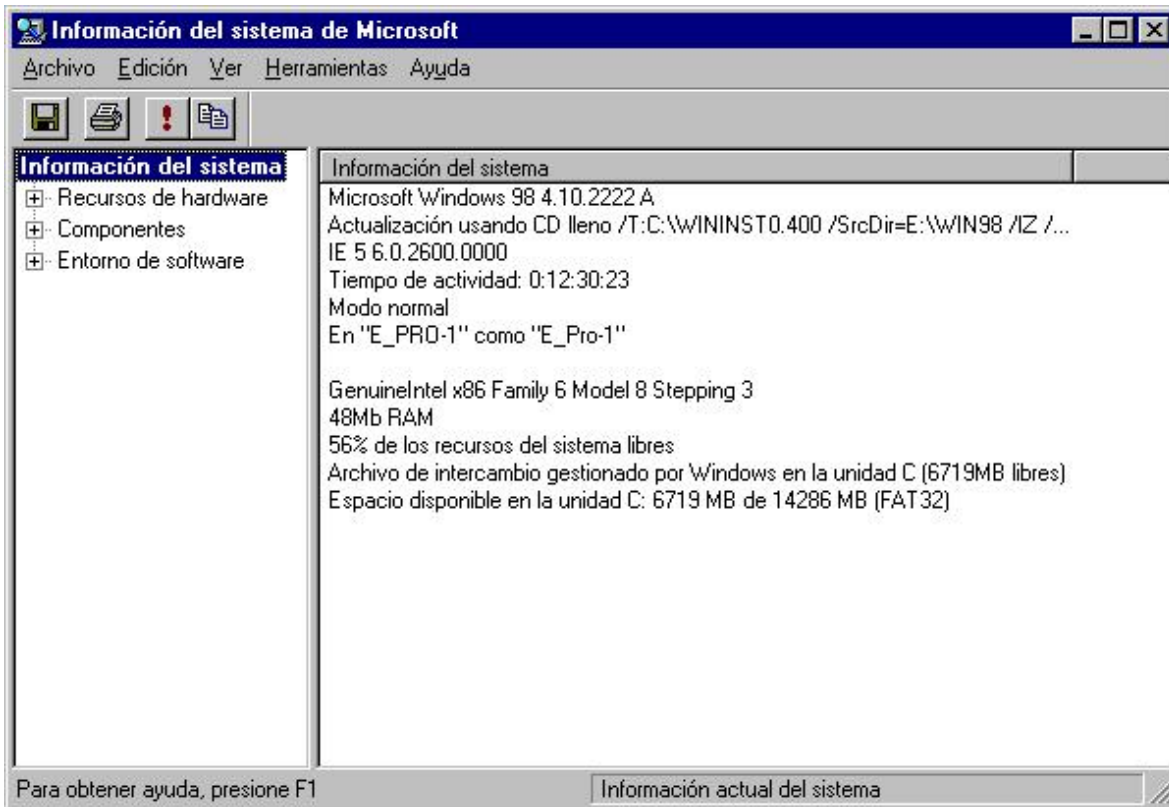 Información del sistema de Microsoft
Archivo Edición Ver Herramientas Ayuda
Información del sistema
Recursos de hardware
Componentes
Entorno de software
Información del sistema
Microsoft Windows 98 4.10.2222 A
Actualización usando CD lleno /T:C:\WININST0.400 /SrcDir=E:\WIN98 /IZ /...
IE 5 6.0.2600.0000
Tiempo de actividad: 0:12:30:23
Modo normal
En "E_PRO-1" como "E_Pro-1"
GenuineIntel x86 Family 6 Model 8 Stepping 3
48Mb RAM
56% de los recursos del sistema libres
Archivo de intercambio gestionado por Windows en la unidad C (6719MB libres)
Espacio disponible en la unidad C: 6719 MB de 14286 MB (FAT32)
Para obtener ayuda, presione F1
Información actual del sistema